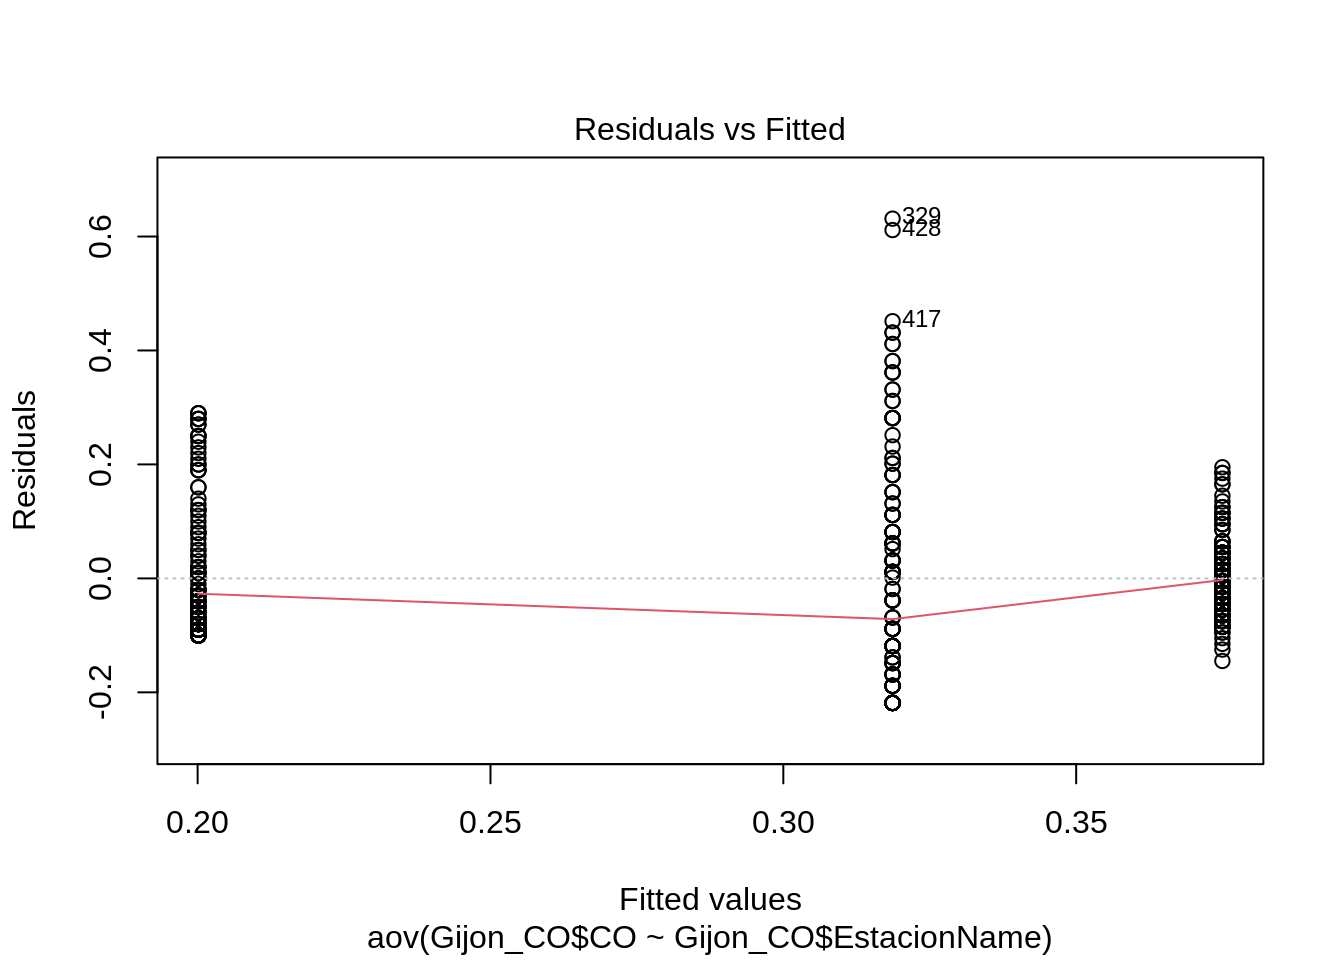 Residuals vs Fitted
Residuals
0.6
0.4
0.2
0.0
-0.2
329
428
417
0.20 0.25 0.30 0.35
Fitted values
aov(Gijon_CO$CO ~ Gijon_CO$EstacionName)